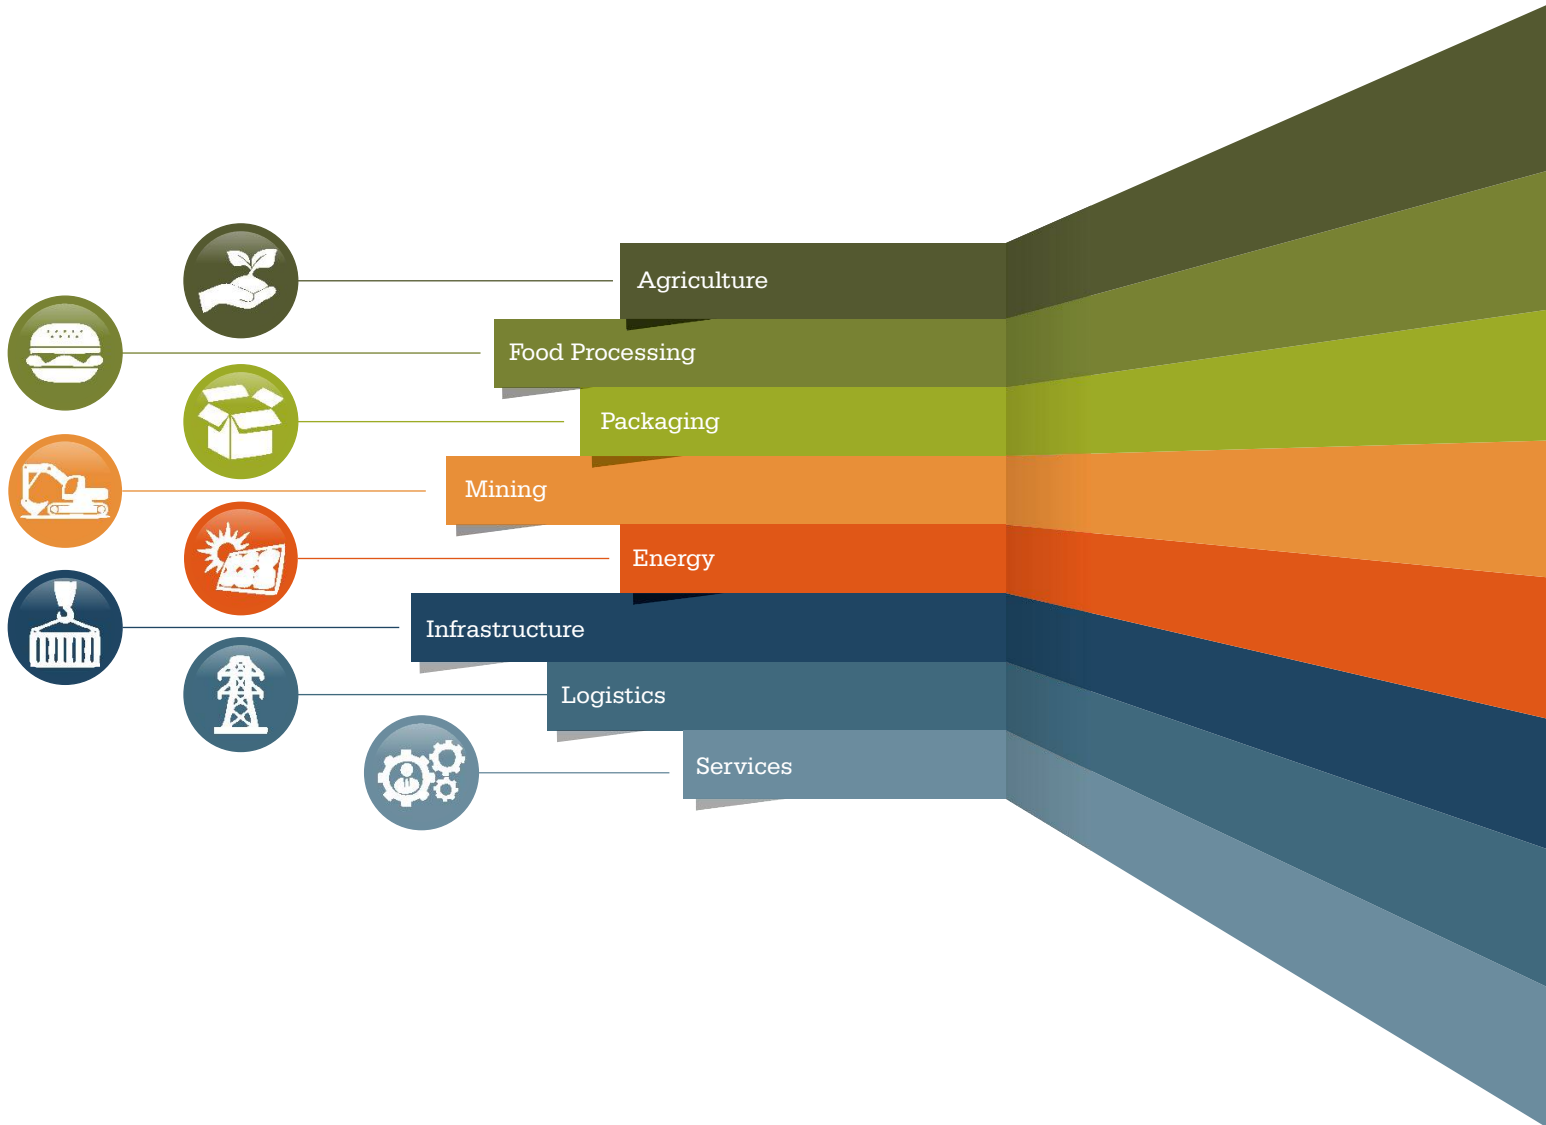 Agriculture
Food Processing
Packaging
Mining
Energy
Infrastructure
Logistics
Services